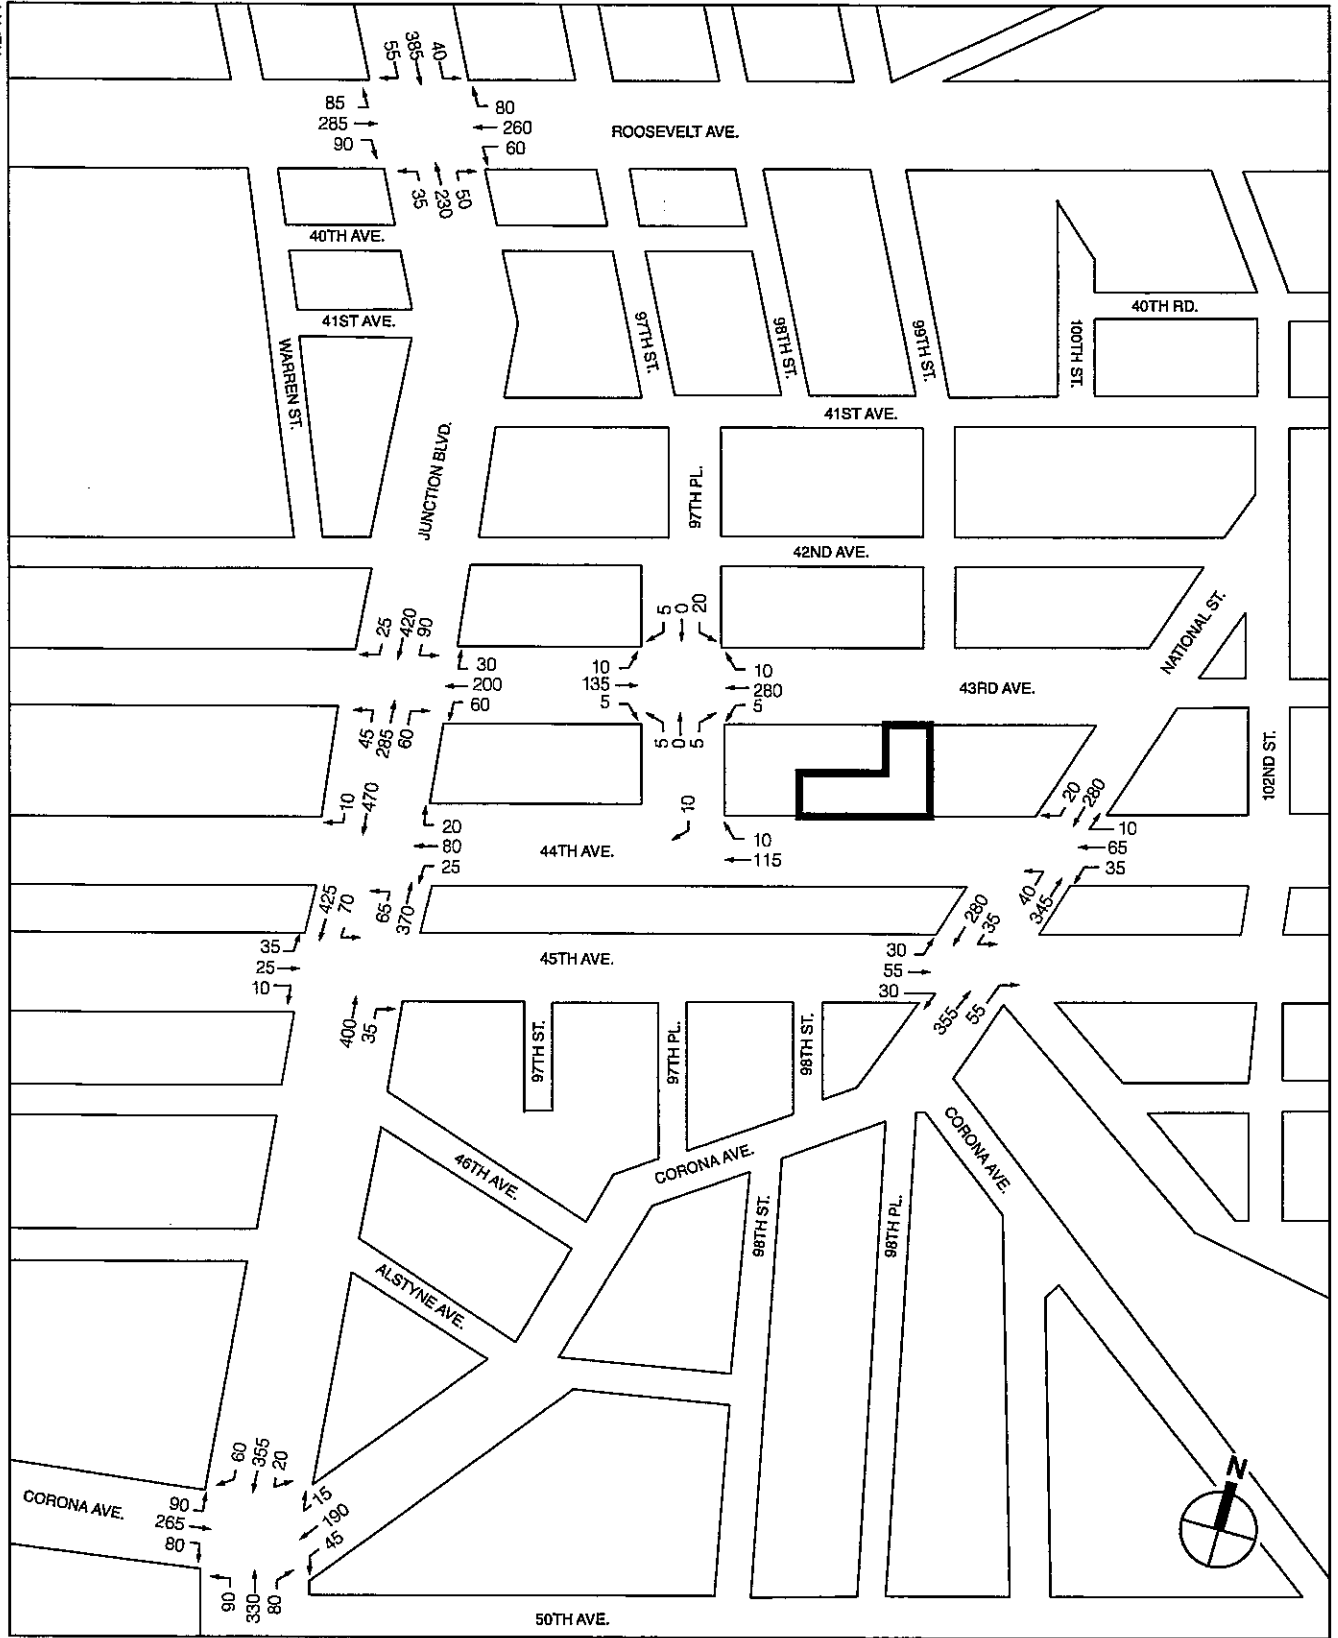 55
385
40
85
285
90
80
260
60
ROOSEVELT AVE.
35
230
50
40TH AVE.
41ST AVE.
WARREN ST.
JUNCTION BLVD.
97TH ST.
98TH ST.
99TH ST.
100TH ST.
40TH RD.
41ST AVE.
97TH PL.
42ND AVE.
NATIONAL ST.
25
420
90
30
200
60
45
285
60
5
0
20
10
135
5
10
280
5
5
0
5
43RD AVE.
102ND ST.
10
470
20
80
25
44TH AVE.
10
10
115
20
280
10
65
35
425
70
65
370
40
345
280
35
35
25
10
45TH AVE.
30
55
30
400
35
355
55
97TH ST.
97TH PL.
98TH ST.
46TH AVE.
CORONA AVE.
CORONA AVE.
98TH ST.
98TH PL.
ALSTYNE AVE.
60
355
20
CORONA AVE.
90
265
80
15
190
45
90
330
80
50TH AVE.
N